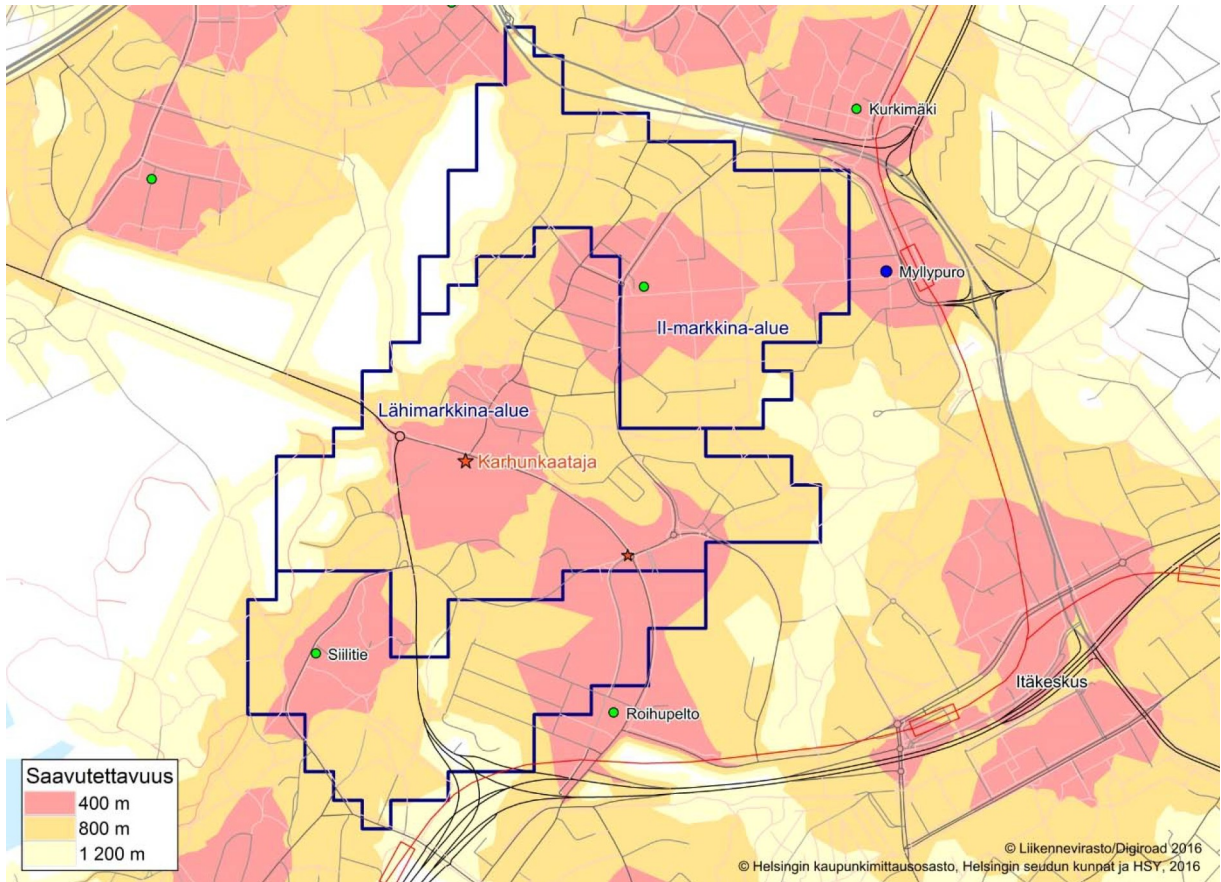 Kurkimäki
Myllypuro
II-markkina-alue
Lähimarkkina-alue
Karhunkaataja
Siilitie
Itäkeskus
Roihupelto
Saavutettavuus
400 m
800 m
1 200 m
© Liikennevirasto/Digiroad 2016
© Helsingin kaupunkimittausosasto, Helsingin seudun kunnat ja HSY, 2016